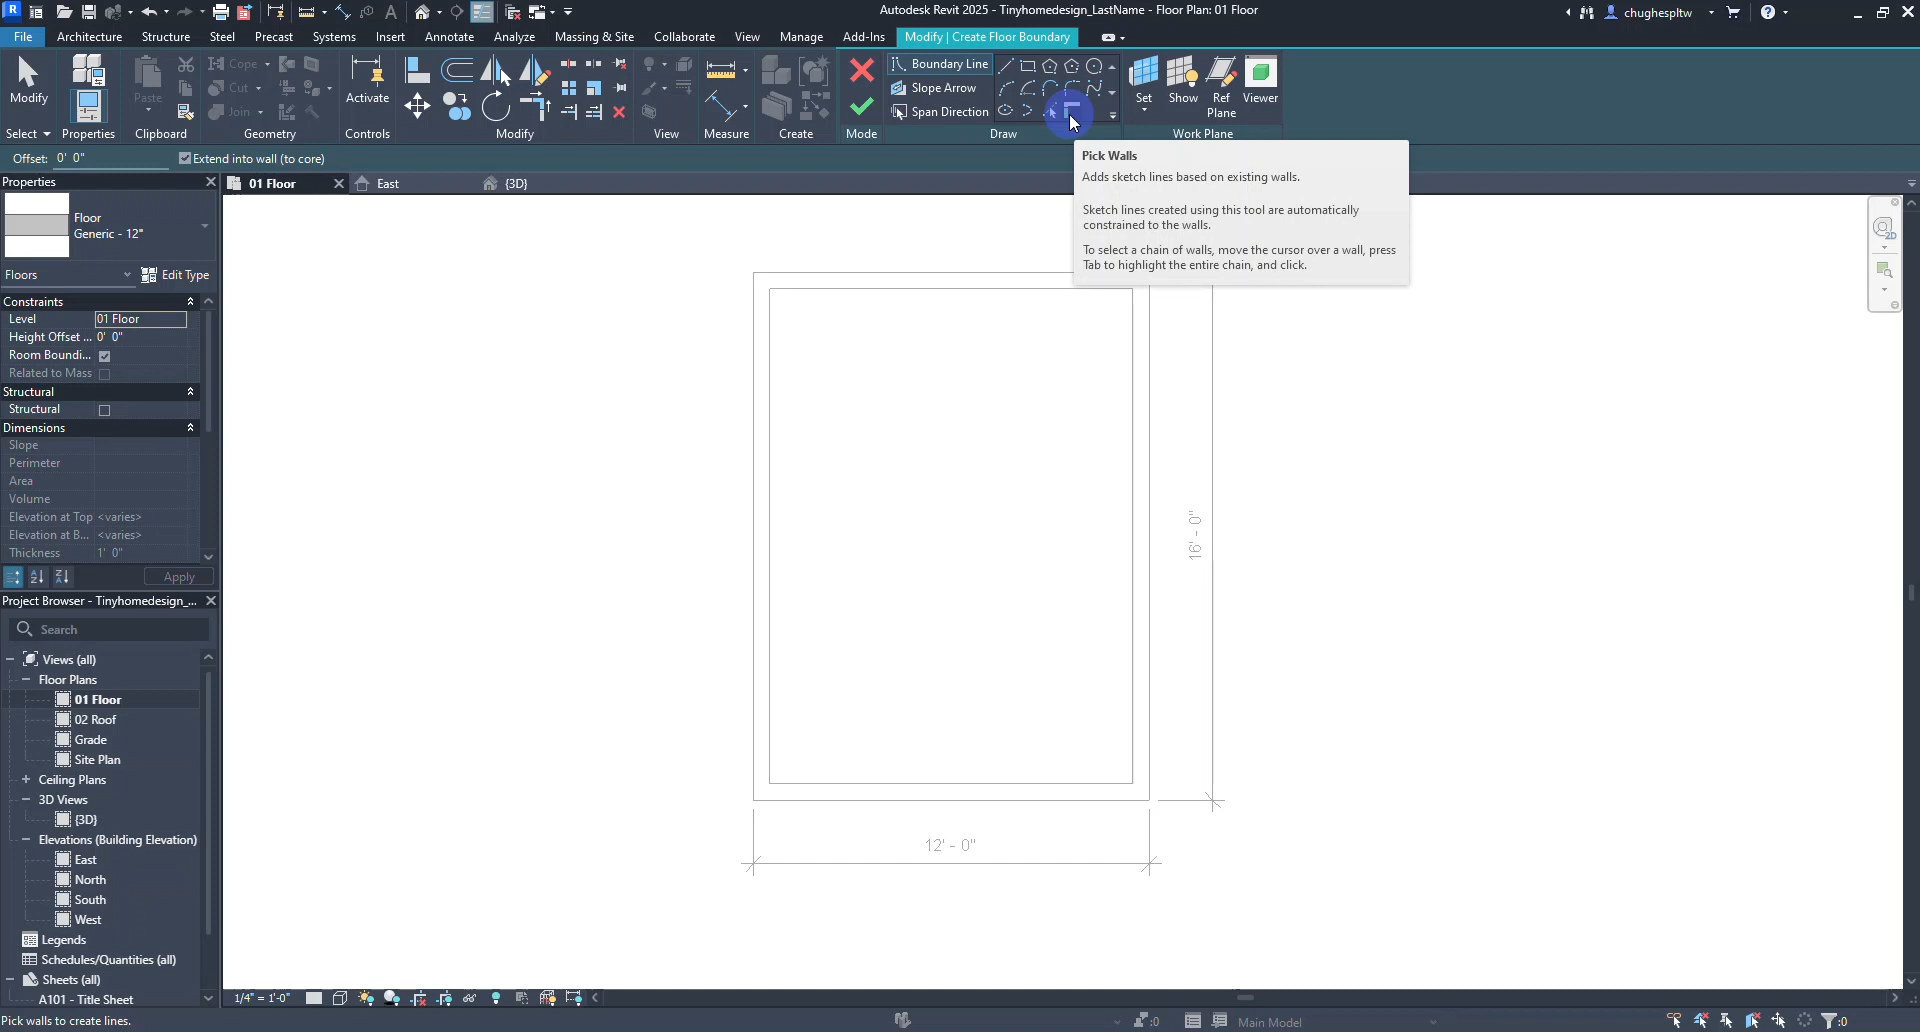 Autodesk Revit 2025 - Tinyhomedesign_LastName - Floor Plan: 01 Floor
chughespltw
File Architecture Structure Steel Precast Systems Insert Annotate Analyze Massing & Site Collaborate View Manage Add-Ins Modify | Create Floor Boundary
Modify
Properties
Paste
Cope
Cut
Join
Activate
Boundary Line
Slope Arrow
Span Direction
Set
Show
Ref
Plane
Viewer
Select Properties Clipboard Geometry Controls Modify View Measure Create Mode Draw Work Plane
Offset: 0' 0"
Extend into wall (to core)
Pick Walls
Adds sketch lines based on existing walls.
Sketch lines created using this tool are automatically
constrained to the walls.
To select a chain of walls, move the cursor over a wall, press
Tab to highlight the entire chain, and click.
Properties
01 Floor
East
{3D}
Floor
Generic - 12"
Floors
Edit Type
Constraints
Level 01 Floor
Height Offset ... 0' 0"
Room Boundi...
Related to Mass
Structural
Structural
Dimensions
Slope
Perimeter
Area
Volume
Elevation at Top <varies>
Elevation at B... <varies>
Thickness 1' 0"
Apply
16' - 0"
12' - 0"
Project Browser - Tinyhomedesign_...
Search
Views (all)
Floor Plans
01 Floor
02 Roof
Grade
Site Plan
Ceiling Plans
3D Views
{3D}
Elevations (Building Elevation)
East
North
South
West
Legends
Schedules/Quantities (all)
Sheets (all)
A101 - Title Sheet
1/4" = 1'-0"
Pick walls to create lines.
:0
Main Model
:0